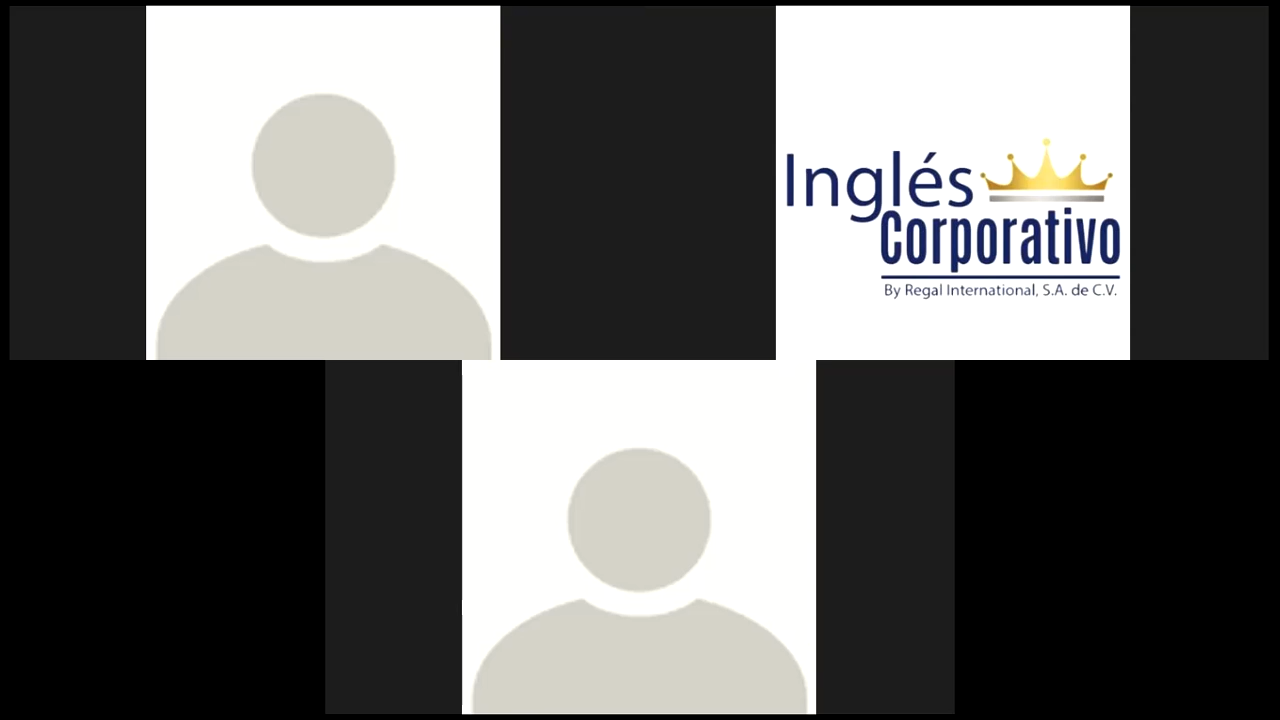 Inglés
Corporativo
By Regal International, S.A. de C.V.